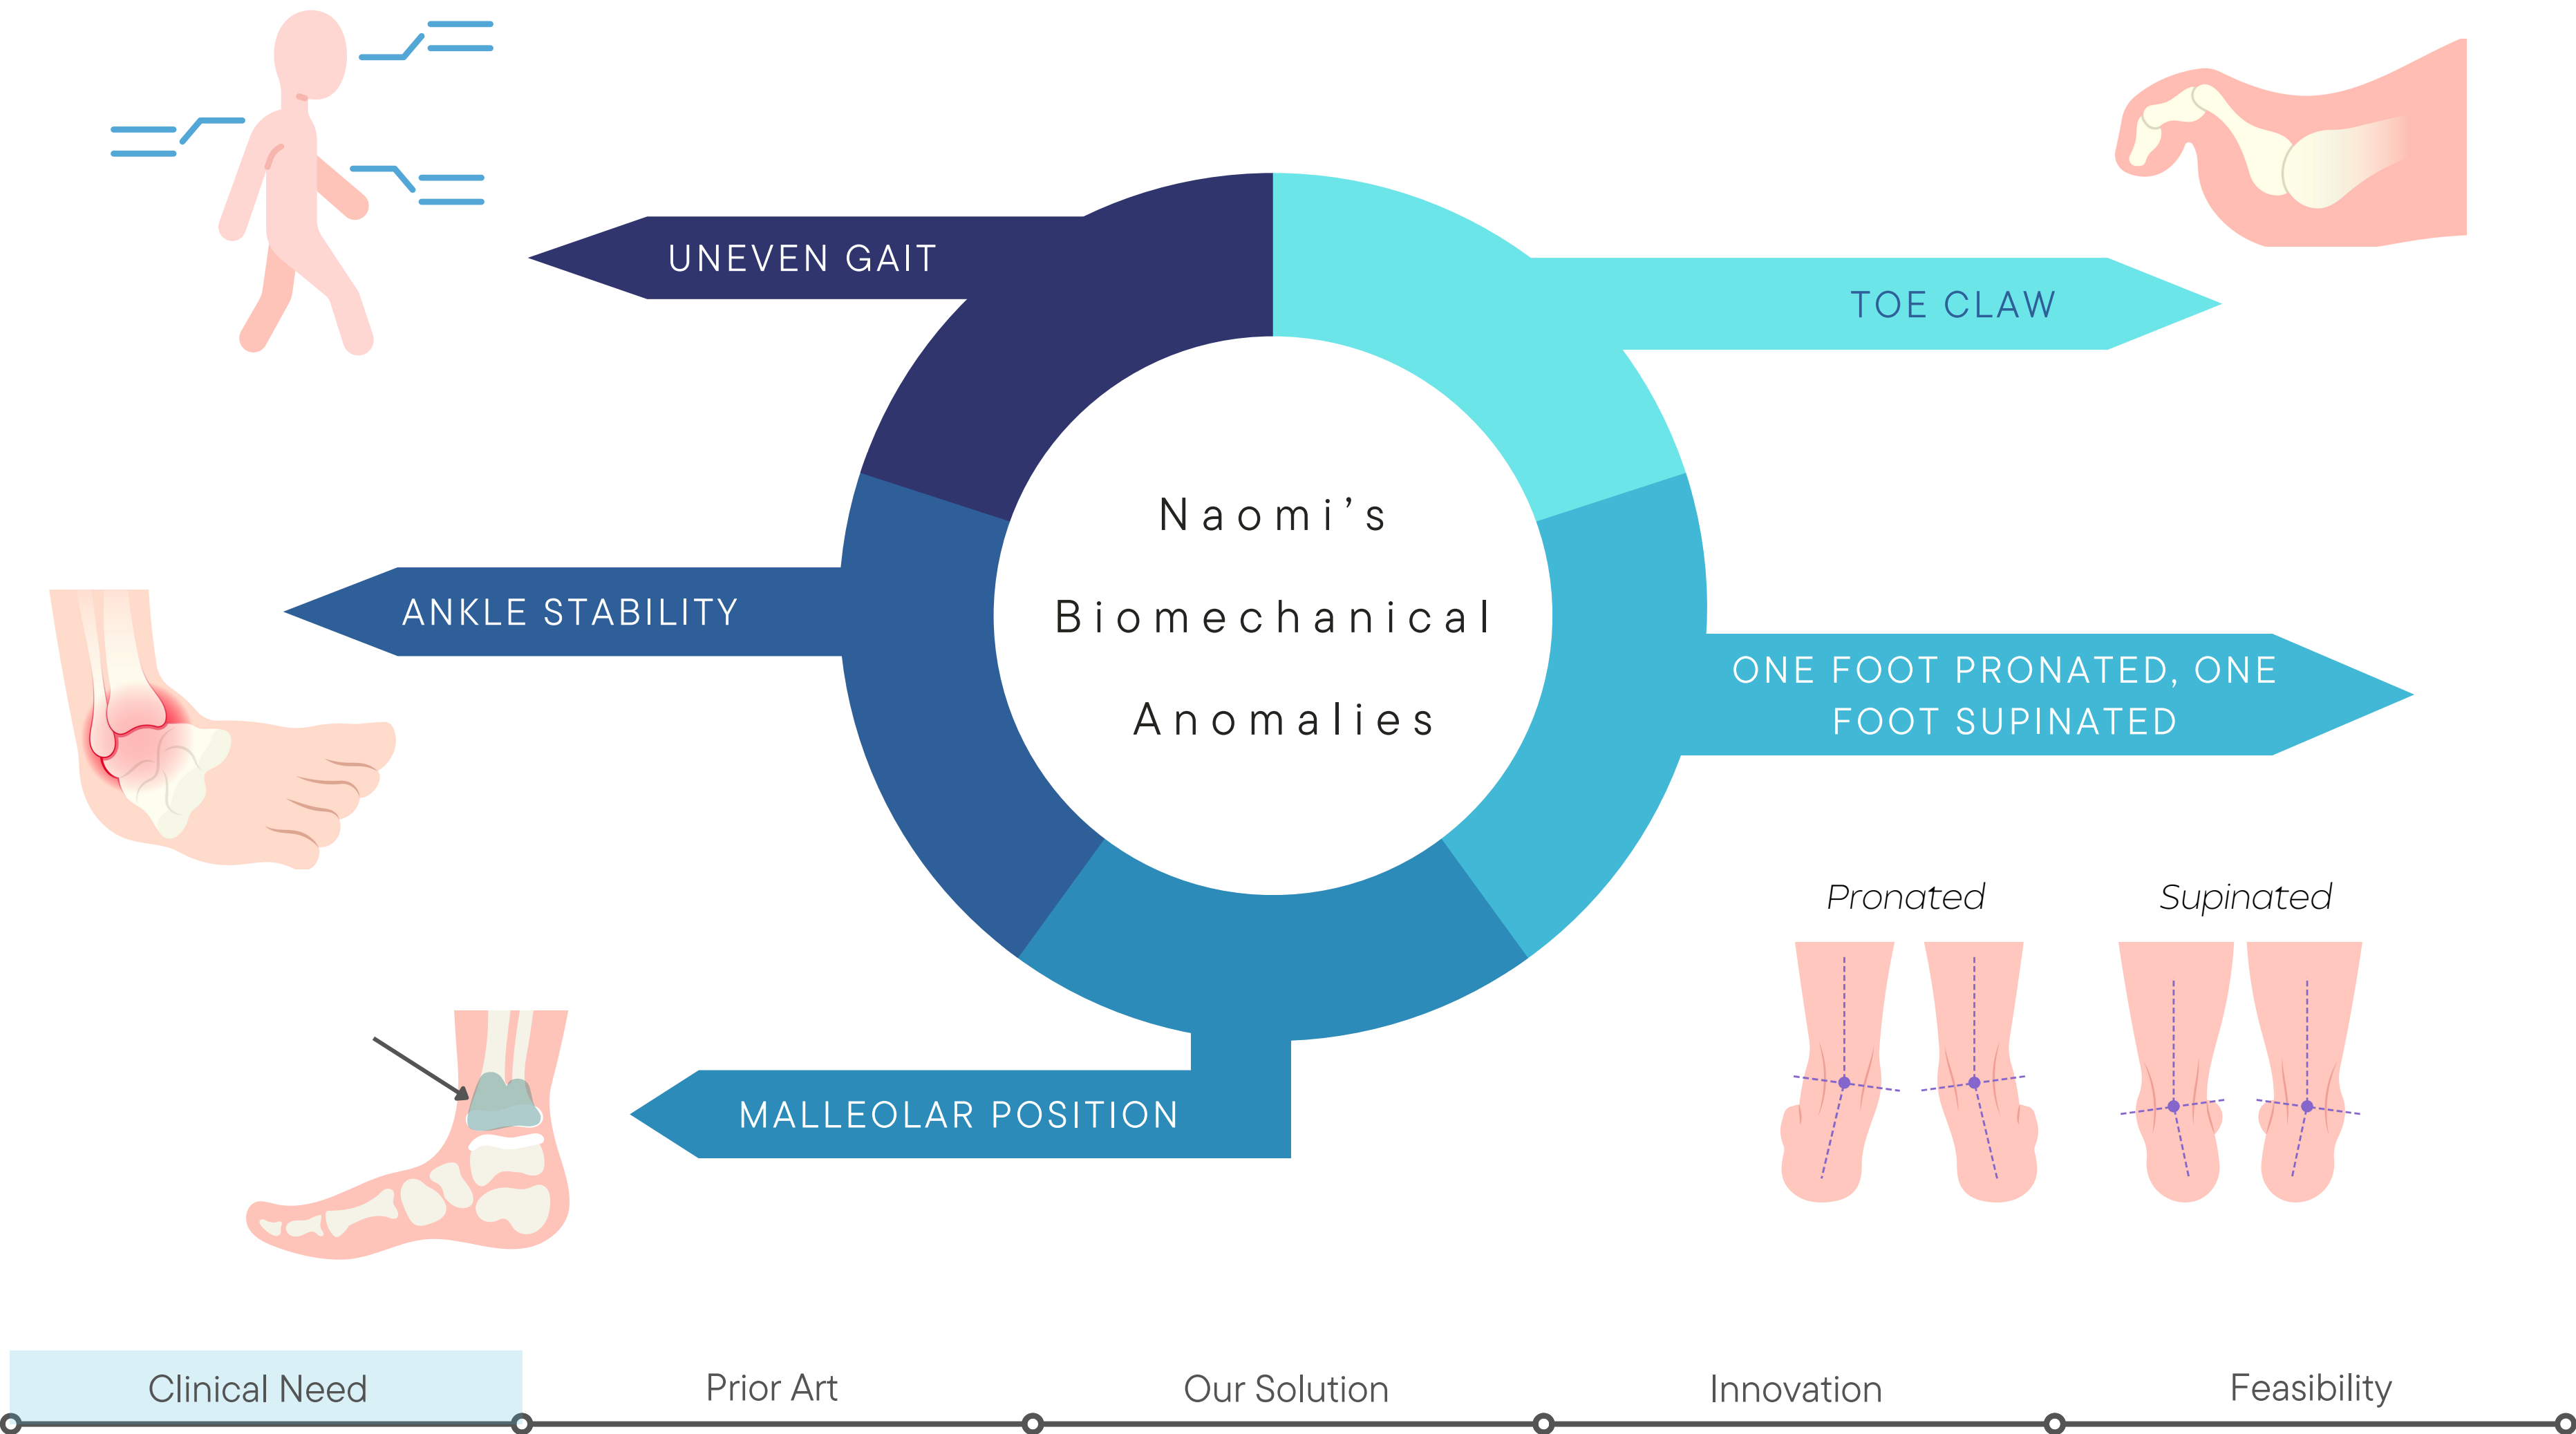 UNEVEN GAIT
TOE CLAW
Naomi’s
Biomechanical
Anomalies
ANKLE STABILITY
ONE FOOT PRONATED, ONE
FOOT SUPINATED
Pronated
Supinated
MALLEOLAR POSITION
Clinical Need
Prior Art
Our Solution
Innovation
Feasibility